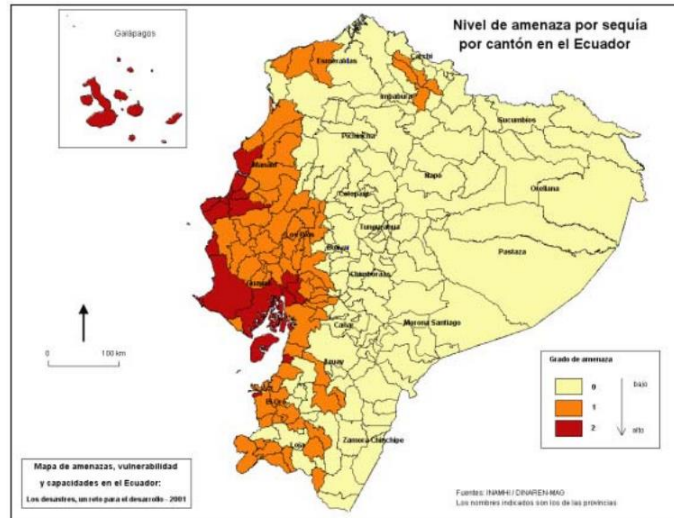 Nivel de amenaza por sequía
por cantón en el Ecuador
Galápagos
Esmeraldas
Carchi
Imbabura
Sucumbios
Pichincha
Manabí
Napo
Orellana
Cotopaxi
Los Ríos
Tungurahua
Bolívar
Pastaza
Chimborazo
Guayas
Morona Santiago
Cañar
Azuay
El Oro
Loja
Zamora Chinchipe
0
100 km
Grado de amenaza
0
bajo
1
2
alto
Mapa de amenazas, vulnerabilidad
y capacidades en el Ecuador:
Los desastres, un reto para el desarrollo - 2001
Fuentes: INAMHI / DINAREN-MAG
Los nombres indicados son los de las provincias